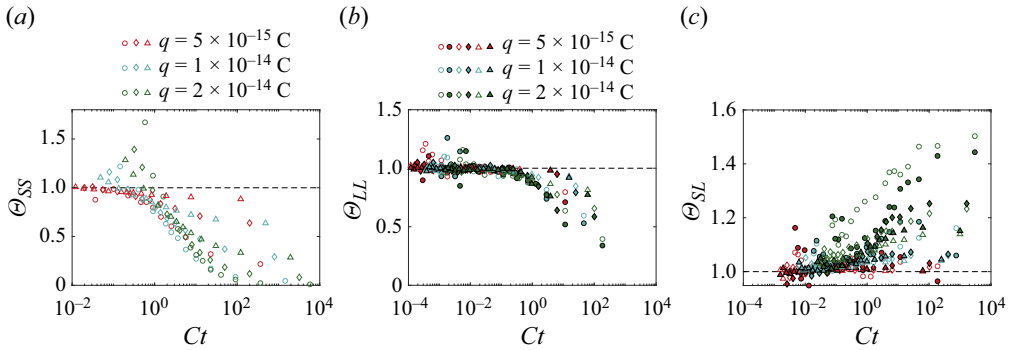 (a)
q = 5 × 10⁻¹⁵ C
q = 1 × 10⁻¹⁴ C
q = 2 × 10⁻¹⁴ C
1.5
1.0
0.5
0
Θ_SS
10⁻² 10⁰ 10² 10⁴
Ct
(b)
q = 5 × 10⁻¹⁵ C
q = 1 × 10⁻¹⁴ C
q = 2 × 10⁻¹⁴ C
1.5
1.0
0.5
0
Θ_LL
10⁻⁴ 10⁻² 10⁰ 10² 10⁴
Ct
(c)
1.6
1.4
1.2
1.0
Θ_SL
10⁻⁴ 10⁻² 10⁰ 10² 10⁴
Ct